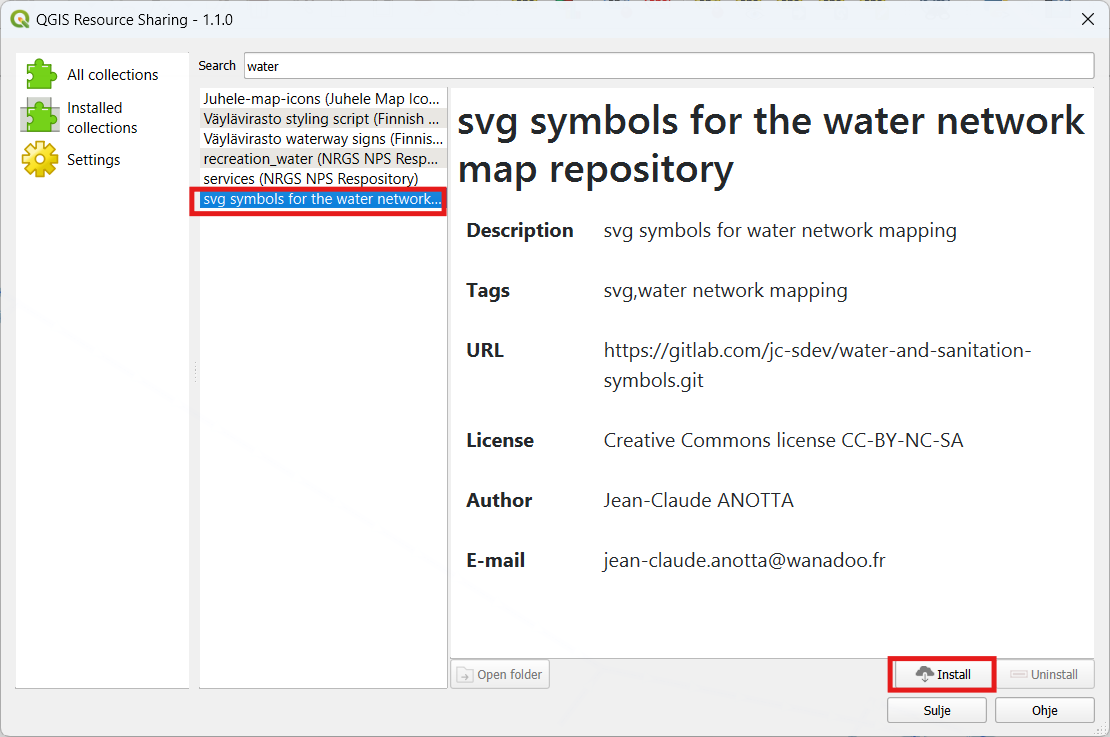 QGIS Resource Sharing - 1.1.0
All collections
Installed
collections
Settings
Search water
Juhele-map-icons (Juhele Map Ico...
Väylävirasto styling script (Finnish ...
Väylävirasto waterway signs (Finnis...
recreation_water (NRGS NPS Resp...
services (NRGS NPS Respository)
svg symbols for the water network...
svg symbols for the water network
map repository
Description svg symbols for water network mapping
Tags svg,water network mapping
URL https://gitlab.com/jc-sdev/water-and-sanitation-
symbols.git
License Creative Commons license CC-BY-NC-SA
Author Jean-Claude ANOTTA
E-mail jean-claude.anotta@wanadoo.fr
Open folder Install Uninstall
Sulje Ohje